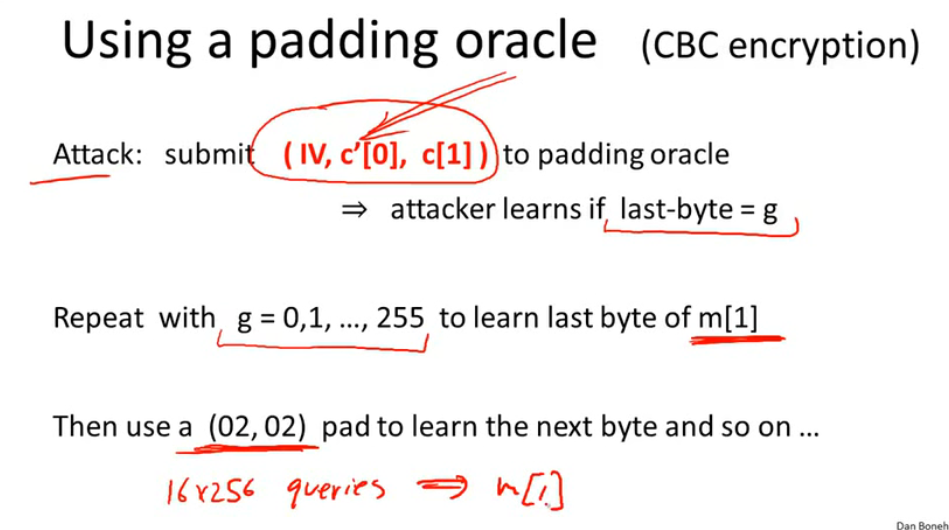 Using a padding oracle (CBC encryption)
Attack: submit ( IV, c'[0], c[1] ) to padding oracle
⇒ attacker learns if last-byte = g
Repeat with g = 0,1, …, 255 to learn last byte of m[1]
Then use a (02, 02) pad to learn the next byte and so on …
16×256 queries ⇒ m[1]
Dan Boneh